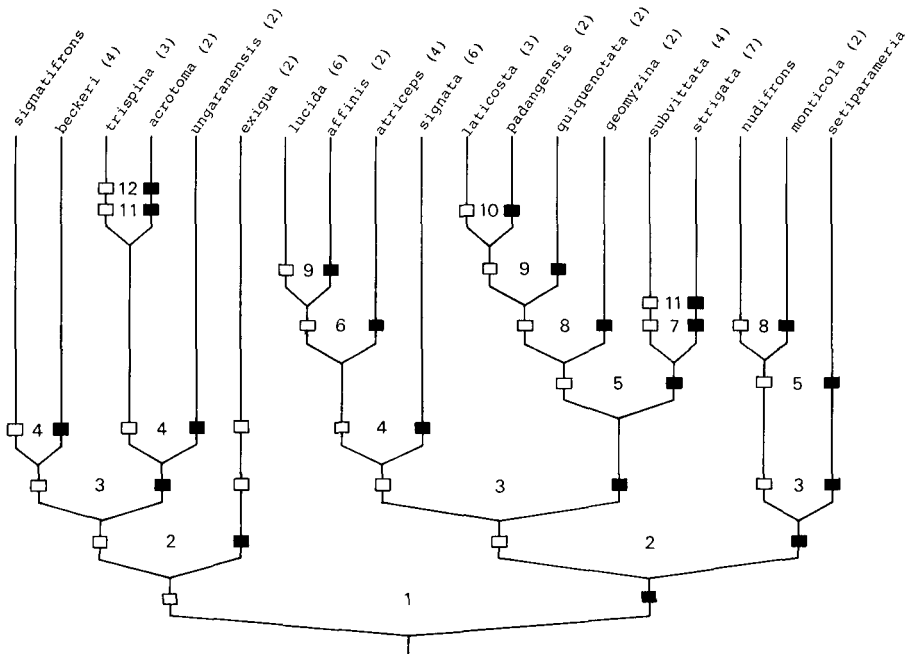 signatifrons
beckeri (4)
trispina (3)
acrotoma (2)
ungaranensis (2)
exigua (2)
lucida (6)
affinis (2)
atriceps (4)
signata (6)
laticosta (3)
padangensis (2)
quiquenotata (2)
geomyzina (2)
subvittata (4)
strigata (7)
nudifrons
monticola (2)
setiparameria
12
11
10
9
9
11
6
8
7
8
5
5
4
4
4
3
3
3
2
2
1